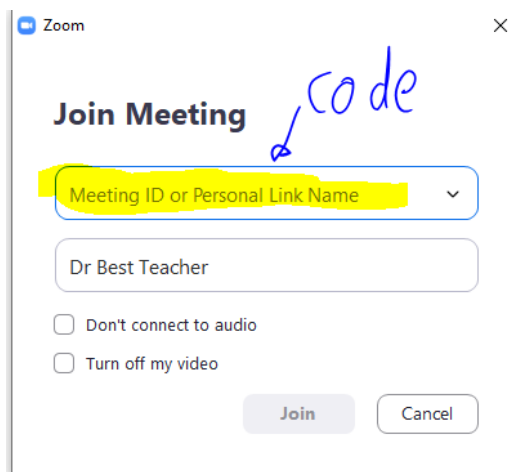 Zoom
code
Join Meeting
Meeting ID or Personal Link Name
Dr Best Teacher
Don't connect to audio
Turn off my video
Join Cancel